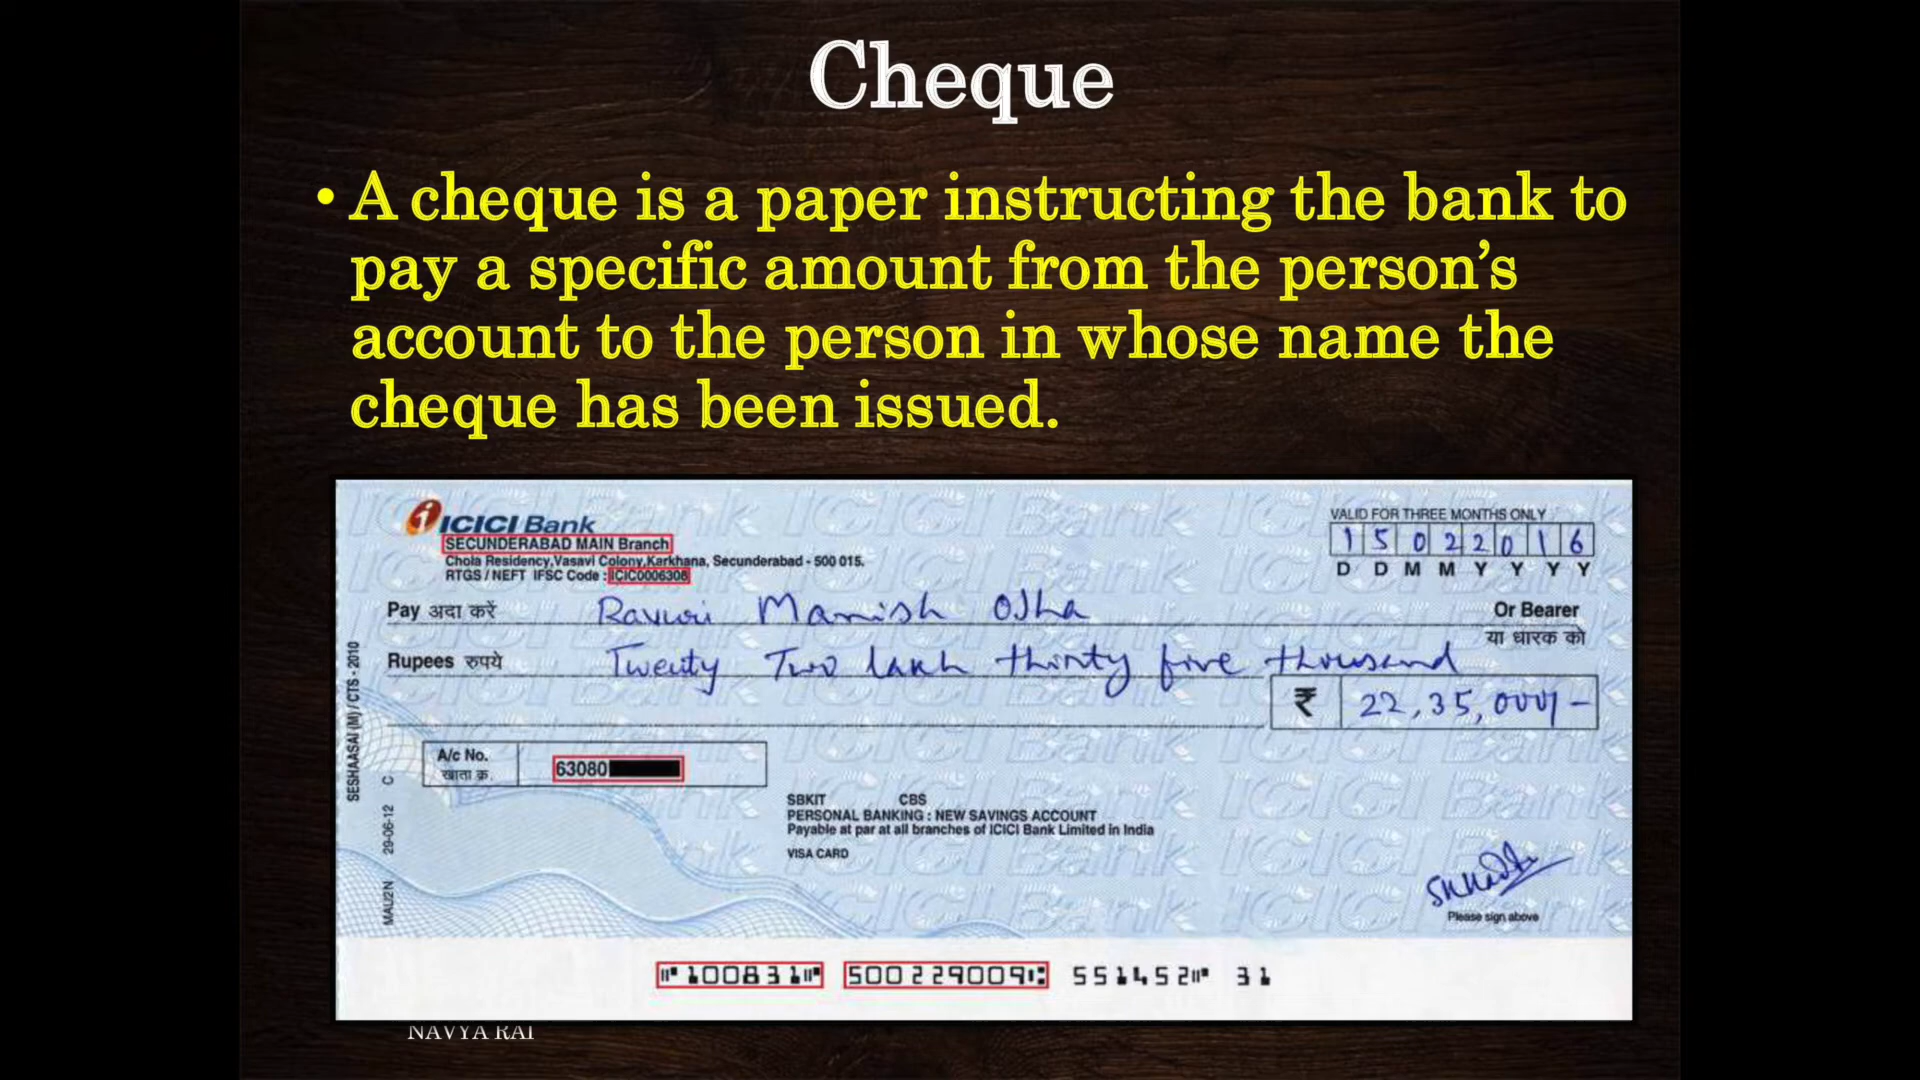 Cheque
• A cheque is a paper instructing the bank to
pay a specific amount from the person’s
account to the person in whose name the
cheque has been issued.
ICICI Bank
SECUNDERABAD MAIN Branch
Chola Residency,Vasavi Colony,Karkhana, Secunderabad - 500 015.
RTGS / NEFT IFSC Code : ICIC0006308
VALID FOR THREE MONTHS ONLY
1 5 0 2 2 0 1 6
D D M M Y Y Y Y
Pay अदा करें Manish OJha Or Bearer
या धारक को
Rupees रुपये Twenty Two lakh thirty five thousand
₹ 22,35,000/-
A/c No. 63080
खाता क्र.
SBKIT CBS
PERSONAL BANKING : NEW SAVINGS ACCOUNT
Payable at par at all branches of ICICI Bank Limited in India
VISA CARD
Please sign above
SESHAASAI (M) / CTS - 2010
MAU2N 29-06-12 C
⑈100831⑈ 500229009⑆ 551452⑈ 31
NAVYA RAI